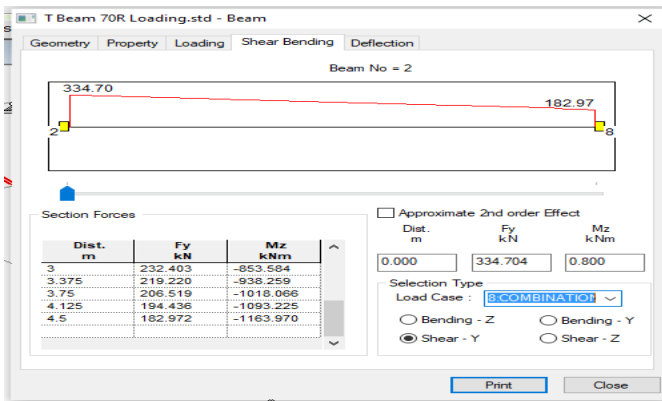 T Beam 70R Loading.std - Beam
Geometry Property Loading Shear Bending Deflection
Beam No = 2
334.70
182.97
2
8
Section Forces
Dist. Fy Mz
m kN kNm
3 232.403 -853.584
3.375 219.220 -938.259
3.75 206.519 -1018.066
4.125 194.436 -1093.225
4.5 182.972 -1163.970
Approximate 2nd order Effect
Dist. Fy Mz
m kN kNm
0.000 334.704 0.800
Selection Type
Load Case : 8:COMBINATION
Bending - Z Bending - Y
Shear - Y Shear - Z
Print Close